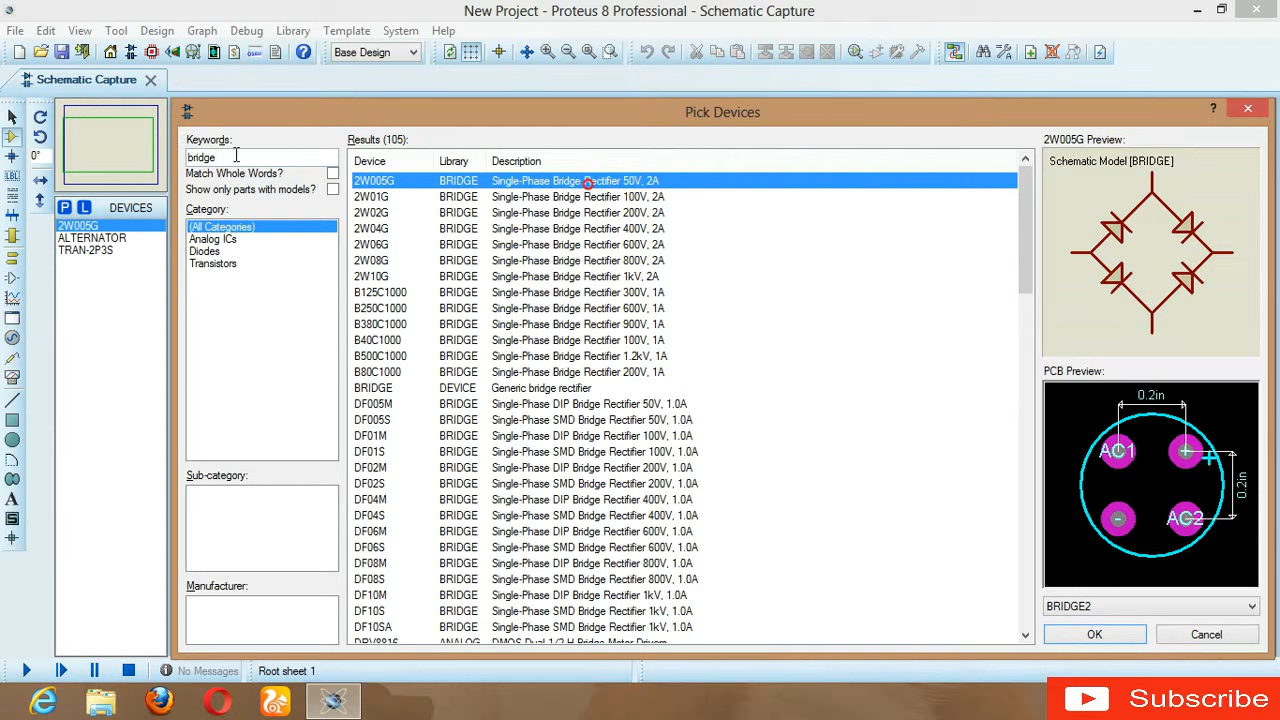 New Project - Proteus 8 Professional - Schematic Capture
File Edit View Tool Design Graph Debug Library Template System Help
Base Design
Schematic Capture
Pick Devices
?
0°
P L DEVICES
2W005G
ALTERNATOR
TRAN-2P3S
Keywords:
bridge
Match Whole Words?
Show only parts with models?
Category:
(All Categories)
Analog ICs
Diodes
Transistors
Sub-category:
Manufacturer:
Results (105):
Device Library Description
2W005G BRIDGE Single-Phase Bridge Rectifier 50V, 2A
2W01G BRIDGE Single-Phase Bridge Rectifier 100V, 2A
2W02G BRIDGE Single-Phase Bridge Rectifier 200V, 2A
2W04G BRIDGE Single-Phase Bridge Rectifier 400V, 2A
2W06G BRIDGE Single-Phase Bridge Rectifier 600V, 2A
2W08G BRIDGE Single-Phase Bridge Rectifier 800V, 2A
2W10G BRIDGE Single-Phase Bridge Rectifier 1kV, 2A
B125C1000 BRIDGE Single-Phase Bridge Rectifier 300V, 1A
B250C1000 BRIDGE Single-Phase Bridge Rectifier 600V, 1A
B380C1000 BRIDGE Single-Phase Bridge Rectifier 900V, 1A
B40C1000 BRIDGE Single-Phase Bridge Rectifier 100V, 1A
B500C1000 BRIDGE Single-Phase Bridge Rectifier 1.2kV, 1A
B80C1000 BRIDGE Single-Phase Bridge Rectifier 200V, 1A
BRIDGE DEVICE Generic bridge rectifier
DF005M BRIDGE Single-Phase DIP Bridge Rectifier 50V, 1.0A
DF005S BRIDGE Single-Phase SMD Bridge Rectifier 50V, 1.0A
DF01M BRIDGE Single-Phase DIP Bridge Rectifier 100V, 1.0A
DF01S BRIDGE Single-Phase SMD Bridge Rectifier 100V, 1.0A
DF02M BRIDGE Single-Phase DIP Bridge Rectifier 200V, 1.0A
DF02S BRIDGE Single-Phase SMD Bridge Rectifier 200V, 1.0A
DF04M BRIDGE Single-Phase DIP Bridge Rectifier 400V, 1.0A
DF04S BRIDGE Single-Phase SMD Bridge Rectifier 400V, 1.0A
DF06M BRIDGE Single-Phase DIP Bridge Rectifier 600V, 1.0A
DF06S BRIDGE Single-Phase SMD Bridge Rectifier 600V, 1.0A
DF08M BRIDGE Single-Phase DIP Bridge Rectifier 800V, 1.0A
DF08S BRIDGE Single-Phase SMD Bridge Rectifier 800V, 1.0A
DF10M BRIDGE Single-Phase DIP Bridge Rectifier 1kV, 1.0A
DF10S BRIDGE Single-Phase SMD Bridge Rectifier 1kV, 1.0A
DF10SA BRIDGE Single-Phase SMD Bridge Rectifier 1kV, 1.0A
DRV8816 ANALOG DMOS Dual 1/2 H Bridge Motor Drivers
2W005G Preview:
Schematic Model [BRIDGE]
PCB Preview:
0.2in
AC1 + +
0.2in
- AC2
BRIDGE2
OK Cancel
No Messages Root sheet 1
Subscribe